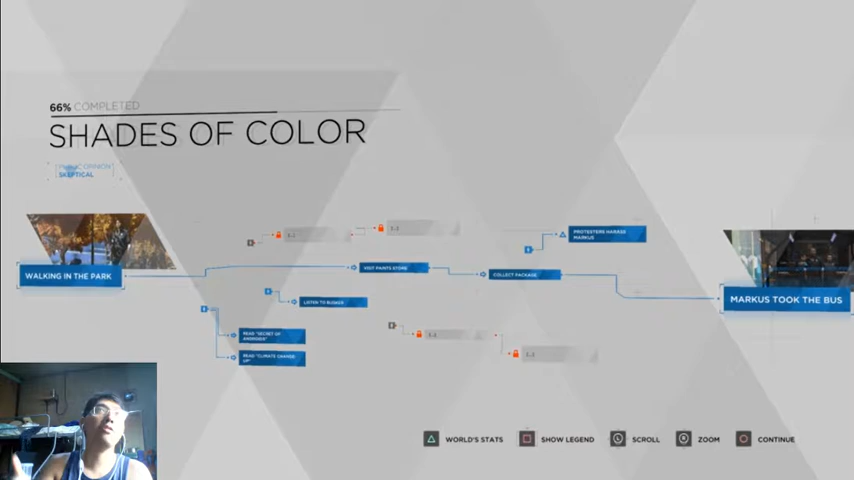 66% COMPLETED
SHADES OF COLOR
PUBLIC OPINION
SKEPTICAL
PROTESTERS HARASS
MARKUS
WALKING IN THE PARK
VISIT PAINTS STORE
COLLECT PACKAGE
MARKUS TOOK THE BUS
LISTEN TO BUSKER
READ "SECRET OF
ANDROIDS"
READ "CLIMATE CHANGE
UP"
WORLD'S STATS
SHOW LEGEND
SCROLL
ZOOM
CONTINUE